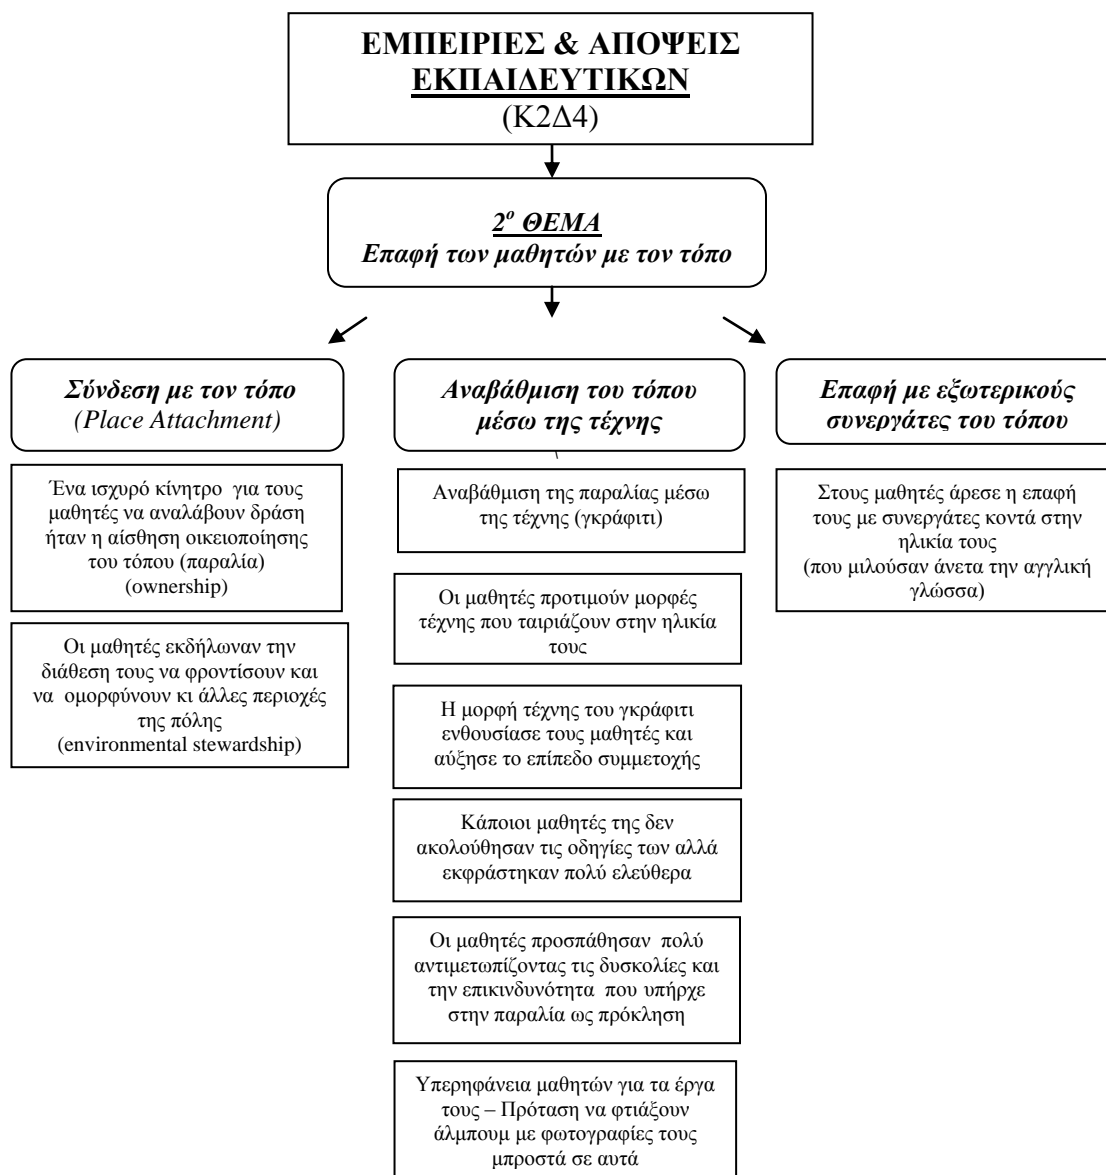 ΕΜΠΕΙΡΙΕΣ & ΑΠΟΨΕΙΣ
ΕΚΠΑΙΔΕΥΤΙΚΩΝ
(Κ2Δ4)
2ο ΘΕΜΑ
Επαφή των μαθητών με τον τόπο
Σύνδεση με τον τόπο
(Place Attachment)
Ένα ισχυρό κίνητρο για τους
μαθητές να αναλάβουν δράση
ήταν η αίσθηση οικειοποίησης
του τόπου (παραλία)
(ownership)
Οι μαθητές εκδήλωναν την
διάθεση τους να φροντίσουν και
να ομορφύνουν κι άλλες περιοχές
της πόλης
(environmental stewardship)
Αναβάθμιση του τόπου
μέσω της τέχνης
Αναβάθμιση της παραλίας μέσω
της τέχνης (γκράφιτι)
Οι μαθητές προτιμούν μορφές
τέχνης που ταιριάζουν στην ηλικία
τους
Η μορφή τέχνης του γκράφιτι
ενθουσίασε τους μαθητές και
αύξησε το επίπεδο συμμετοχής
Κάποιοι μαθητές της δεν
ακολούθησαν τις οδηγίες των αλλά
εκφράστηκαν πολύ ελεύθερα
Οι μαθητές προσπάθησαν πολύ
αντιμετωπίζοντας τις δυσκολίες και
την επικινδυνότητα που υπήρχε
στην παραλία ως πρόκληση
Υπερηφάνεια μαθητών για τα έργα
τους – Πρόταση να φτιάξουν
άλμπουμ με φωτογραφίες τους
μπροστά σε αυτά
Επαφή με εξωτερικούς
συνεργάτες του τόπου
Στους μαθητές άρεσε η επαφή
τους με συνεργάτες κοντά στην
ηλικία τους
(που μιλούσαν άνετα την αγγλική
γλώσσα)